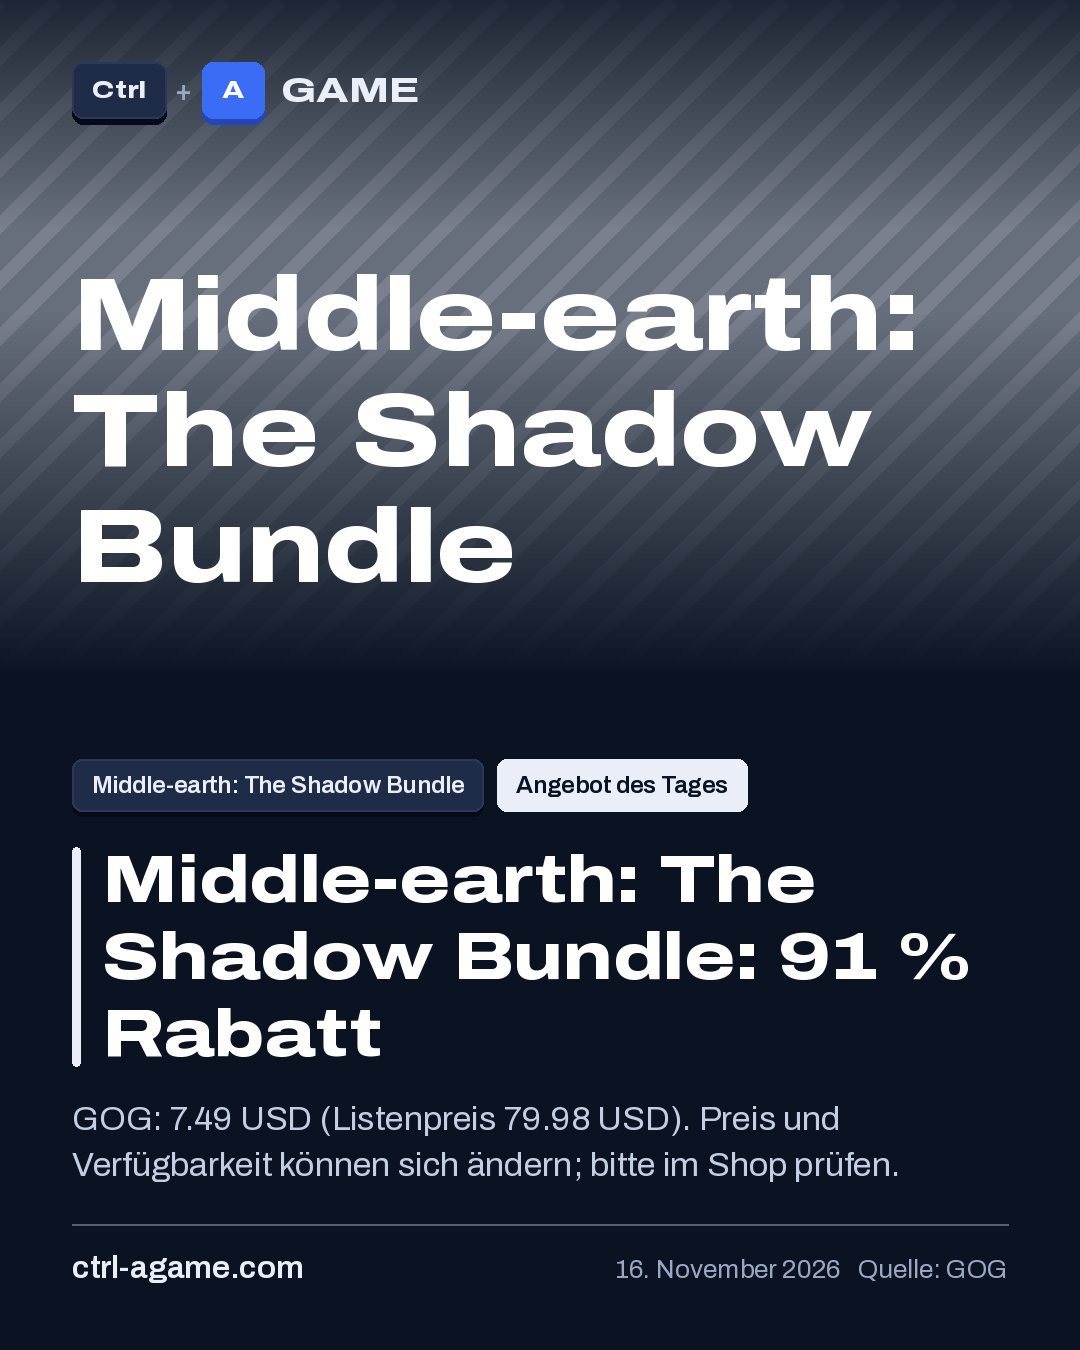 Ctrl + A GAME
Middle-earth:
The Shadow
Bundle
Middle-earth: The Shadow Bundle Angebot des Tages
Middle-earth: The
Shadow Bundle: 91 %
Rabatt
GOG: 7.49 USD (Listenpreis 79.98 USD). Preis und
Verfügbarkeit können sich ändern; bitte im Shop prüfen.
ctrl-agame.com 16. November 2026 Quelle: GOG